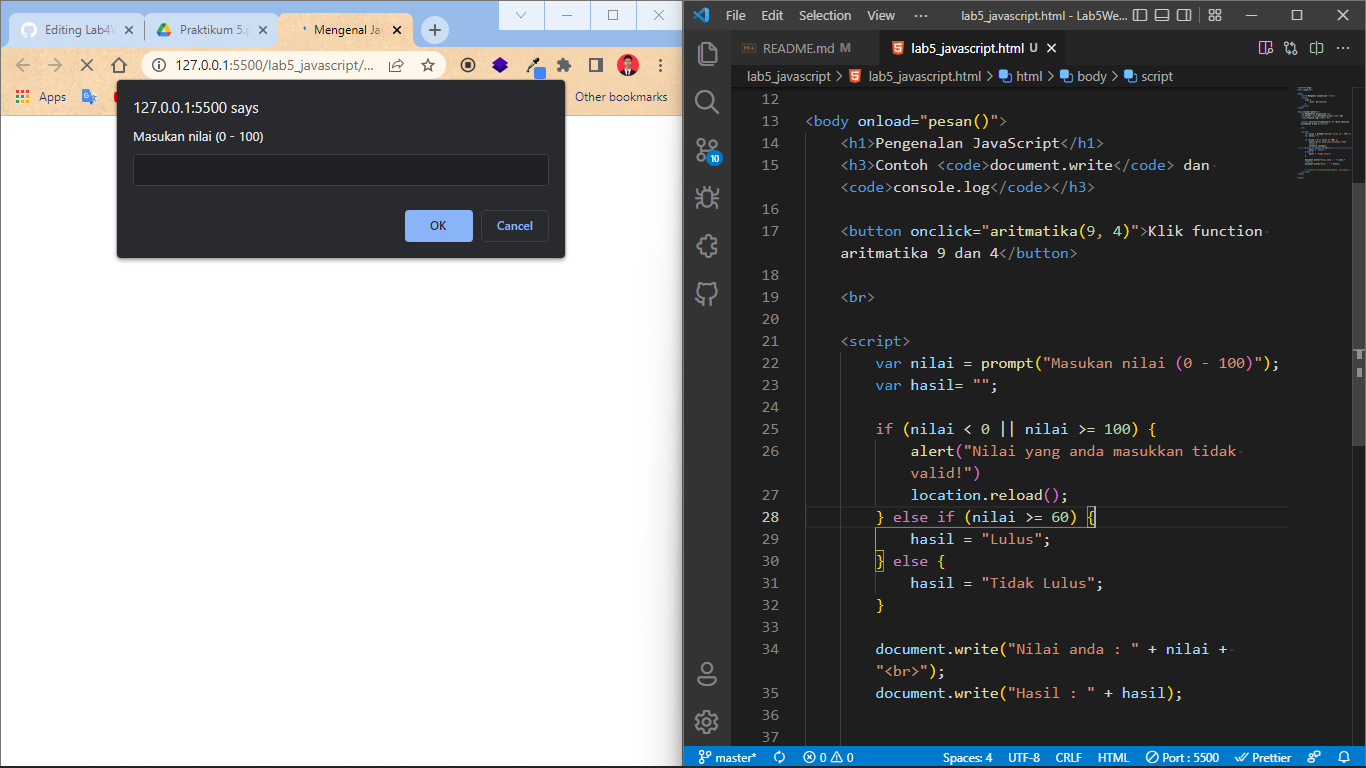 Editing Lab4W
Praktikum 5.p
Mengenal Ja
127.0.0.1:5500/lab5_javascript/...
Apps
Other bookmarks
127.0.0.1:5500 says
Masukan nilai (0 - 100)
OK
Cancel
File Edit Selection View ··· lab5_javascript.html - Lab5We...
README.md M
lab5_javascript.html U
lab5_javascript > lab5_javascript.html > html > body > script
10
12
13 <body onload="pesan()">
14 <h1>Pengenalan JavaScript</h1>
15 <h3>Contoh <code>document.write</code> dan
<code>console.log</code></h3>
16
17 <button onclick="aritmatika(9, 4)">Klik function
aritmatika 9 dan 4</button>
18
19 <br>
20
21 <script>
22 var nilai = prompt("Masukan nilai (0 - 100)");
23 var hasil= "";
24
25 if (nilai < 0 || nilai >= 100) {
26 alert("Nilai yang anda masukkan tidak
valid!")
27 location.reload();
28 } else if (nilai >= 60) {
29 hasil = "Lulus";
30 } else {
31 hasil = "Tidak Lulus";
32 }
33
34 document.write("Nilai anda : " + nilai +
"<br>");
35 document.write("Hasil : " + hasil);
36
37
master* 0 0 Spaces: 4 UTF-8 CRLF HTML Port : 5500 Prettier